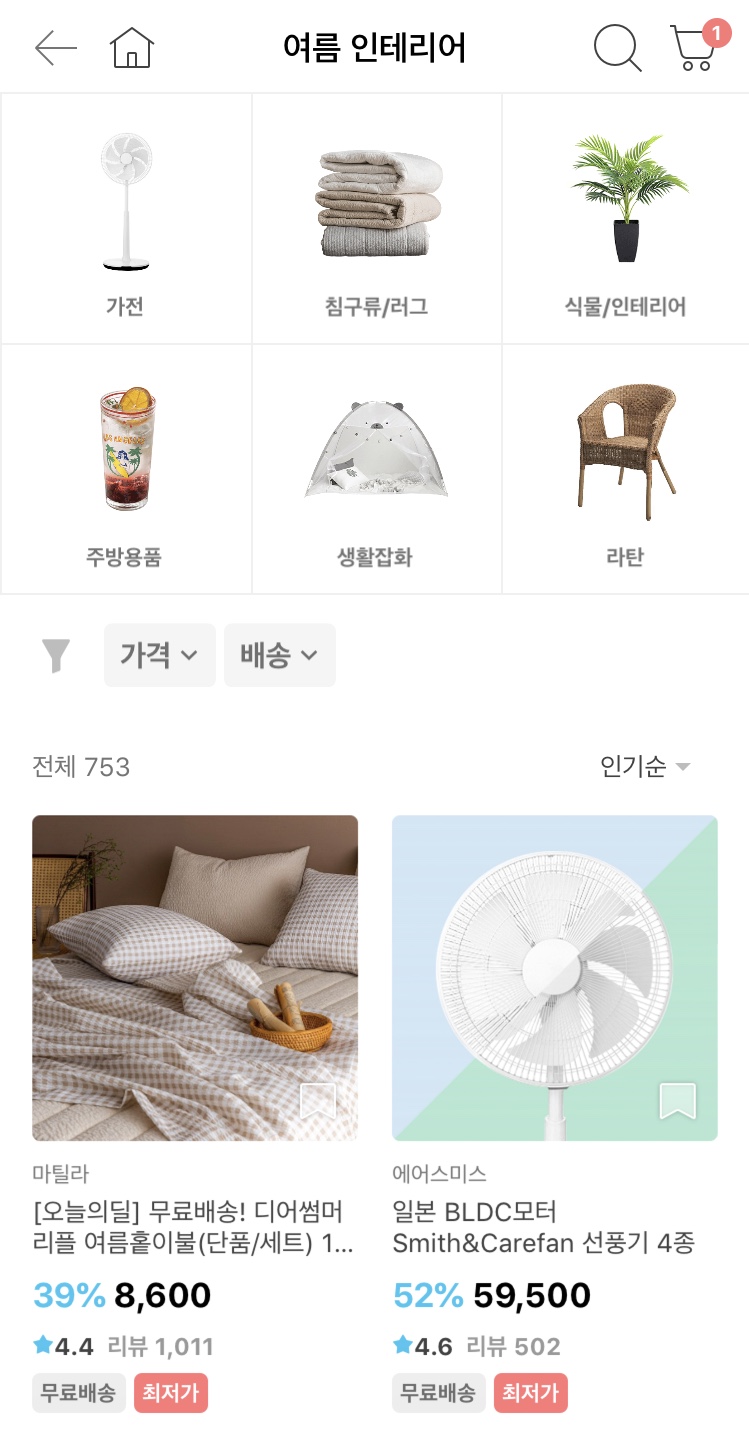 여름 인테리어
1
가전
침구류/러그
식물/인테리어
주방용품
생활잡화
라탄
가격
배송
전체 753
인기순
마틸라
[오늘의딜] 무료배송! 디어썸머
리플 여름홑이불(단품/세트) 1...
39% 8,600
4.4 리뷰 1,011
무료배송 최저가
에어스미스
일본 BLDC모터
Smith&Carefan 선풍기 4종
52% 59,500
4.6 리뷰 502
무료배송 최저가